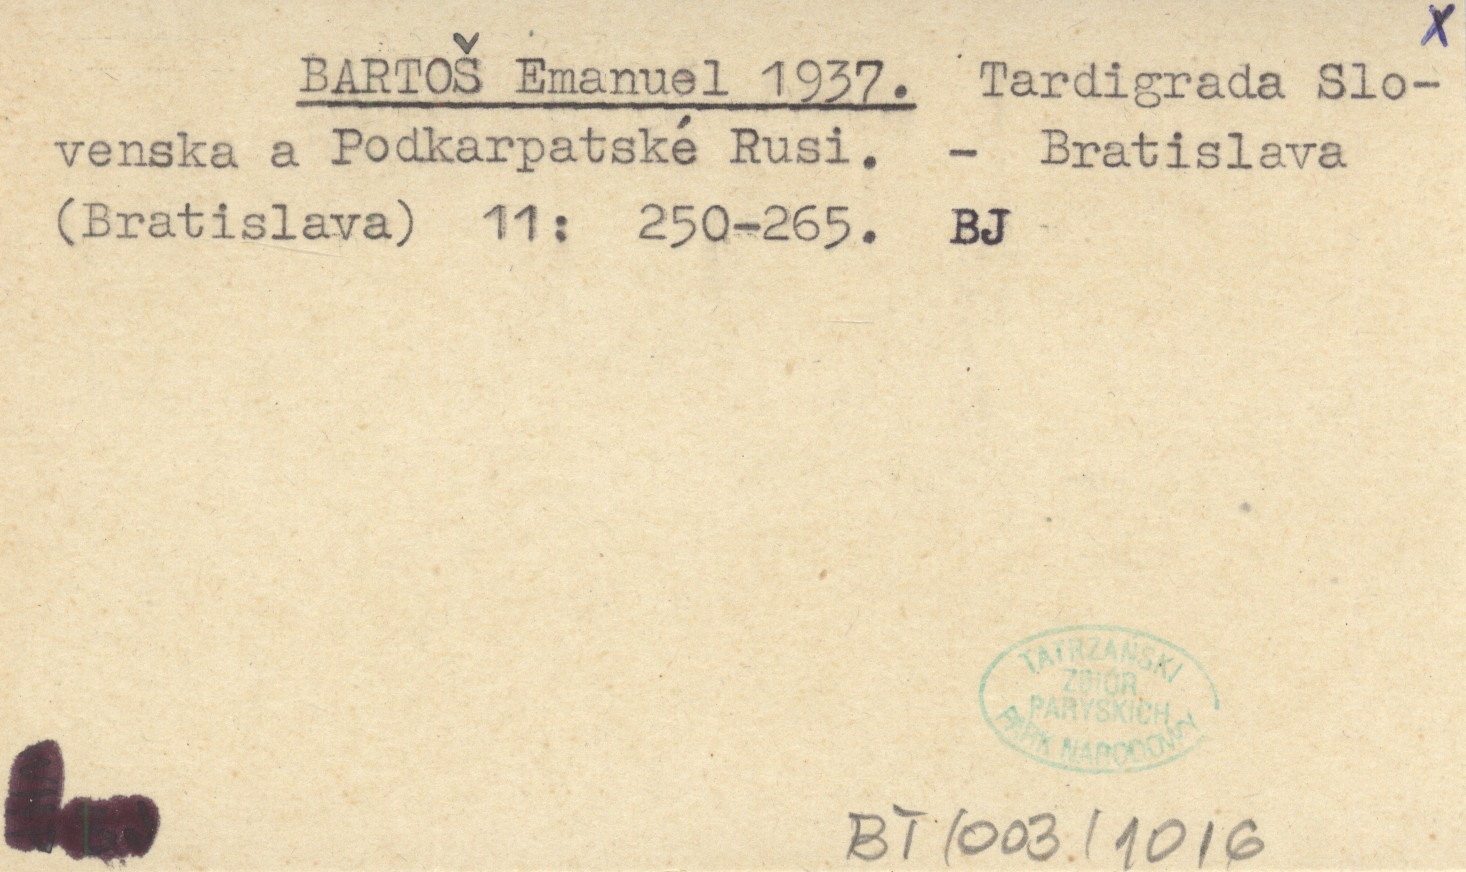 X
BARTOŠ Emanuel 1937. Tardigrada Slo-
venska a Podkarpatské Rusi. - Bratislava
(Bratislava) 11: 250-265. BJ
TATRZAŃSKI
ZBIÓR
PARYSKICH
PARK NARODOWY
BT/003/1016